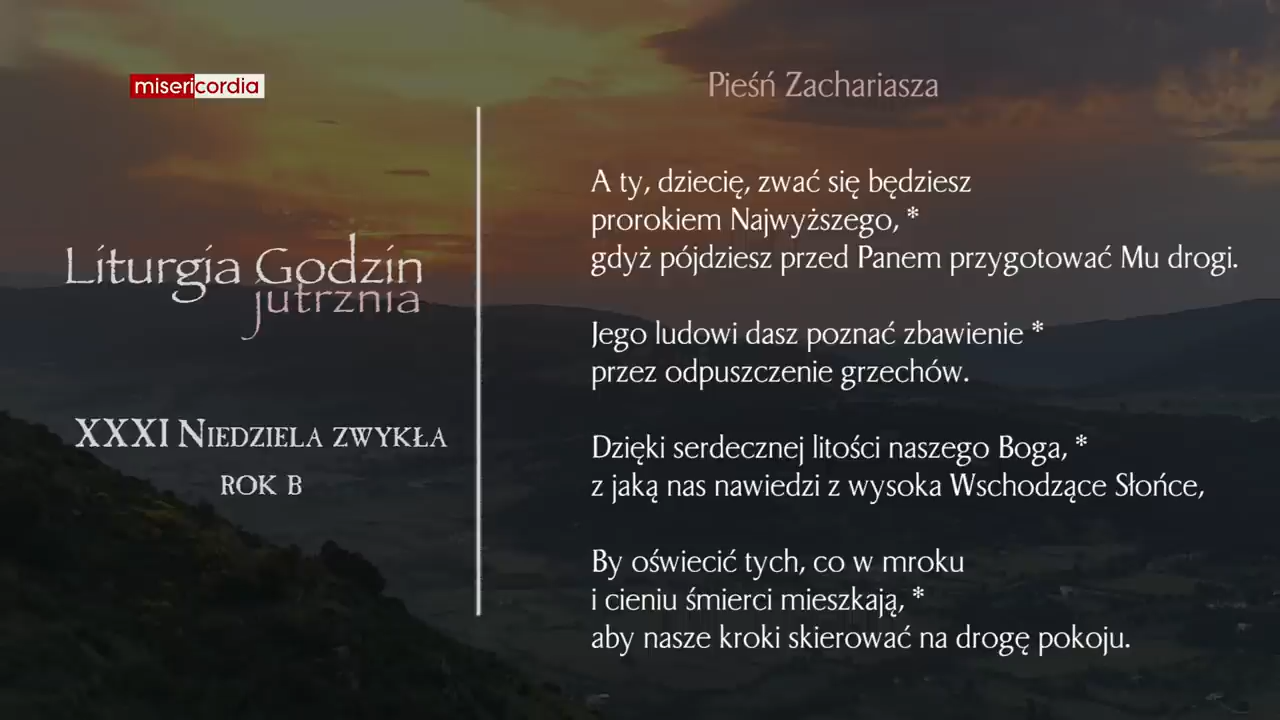 misericordia
Liturgia Godzin
jutrznia
XXXI Niedziela zwykła
rok B
Pieśń Zachariasza
A ty, dziecię, zwać się będziesz
prorokiem Najwyższego, *
gdyż pójdziesz przed Panem przygotować Mu drogi.
Jego ludowi dasz poznać zbawienie *
przez odpuszczenie grzechów.
Dzięki serdecznej litości naszego Boga, *
z jaką nas nawiedzi z wysoka Wschodzące Słońce,
By oświecić tych, co w mroku
i cieniu śmierci mieszkają, *
aby nasze kroki skierować na drogę pokoju.